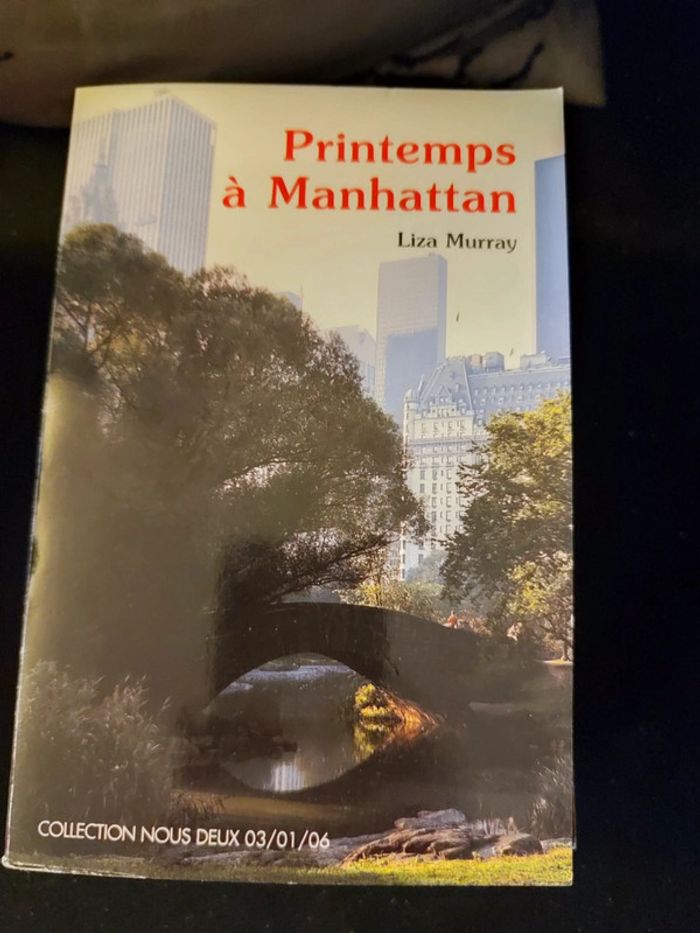 Printemps
à Manhattan
Liza Murray
COLLECTION NOUS DEUX 03/01/06